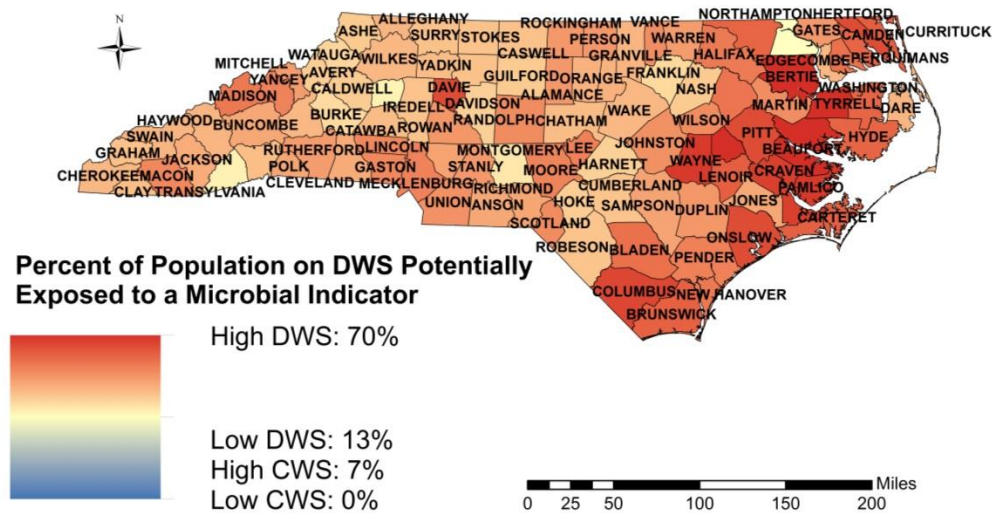 N
NORTHAMPTON HERTFORD
ALLEGHANY ROCKINGHAM VANCE GATES CURRITUCK
ASHE SURRY STOKES PERSON WARREN CAMDEN
WATAUGA WILKES CASWELL GRANVILLE HALIFAX EDGECOMBE PERQUIMANS
MITCHELL AVERY YADKIN GUILFORD ORANGE FRANKLIN BERTIE
YANCEY CALDWELL DAVIE ALAMANCE NASH WASHINGTON
MADISON IREDELL DAVIDSON WAKE MARTIN TYRRELL DARE
HAYWOOD BUNCOMBE BURKE CATAWBA ROWAN RANDOLPH CHATHAM WILSON PITT
SWAIN RUTHERFORD LINCOLN MONTGOMERY LEE JOHNSTON BEAUFORT HYDE
GRAHAM JACKSON POLK GASTON STANLY MOORE HARNETT WAYNE CRAVEN
CHEROKEE MACON CLEVELAND MECKLENBURG RICHMOND CUMBERLAND LENOIR PAMLICO
CLAY TRANSYLVANIA UNION ANSON HOKE SAMPSON DUPLIN JONES CARTERET
SCOTLAND
ROBESON BLADEN ONSLOW
PENDER
COLUMBUS NEW HANOVER
BRUNSWICK
Percent of Population on DWS Potentially
Exposed to a Microbial Indicator
High DWS: 70%
Low DWS: 13%
High CWS: 7%
Low CWS: 0%
Miles
0 25 50 100 150 200